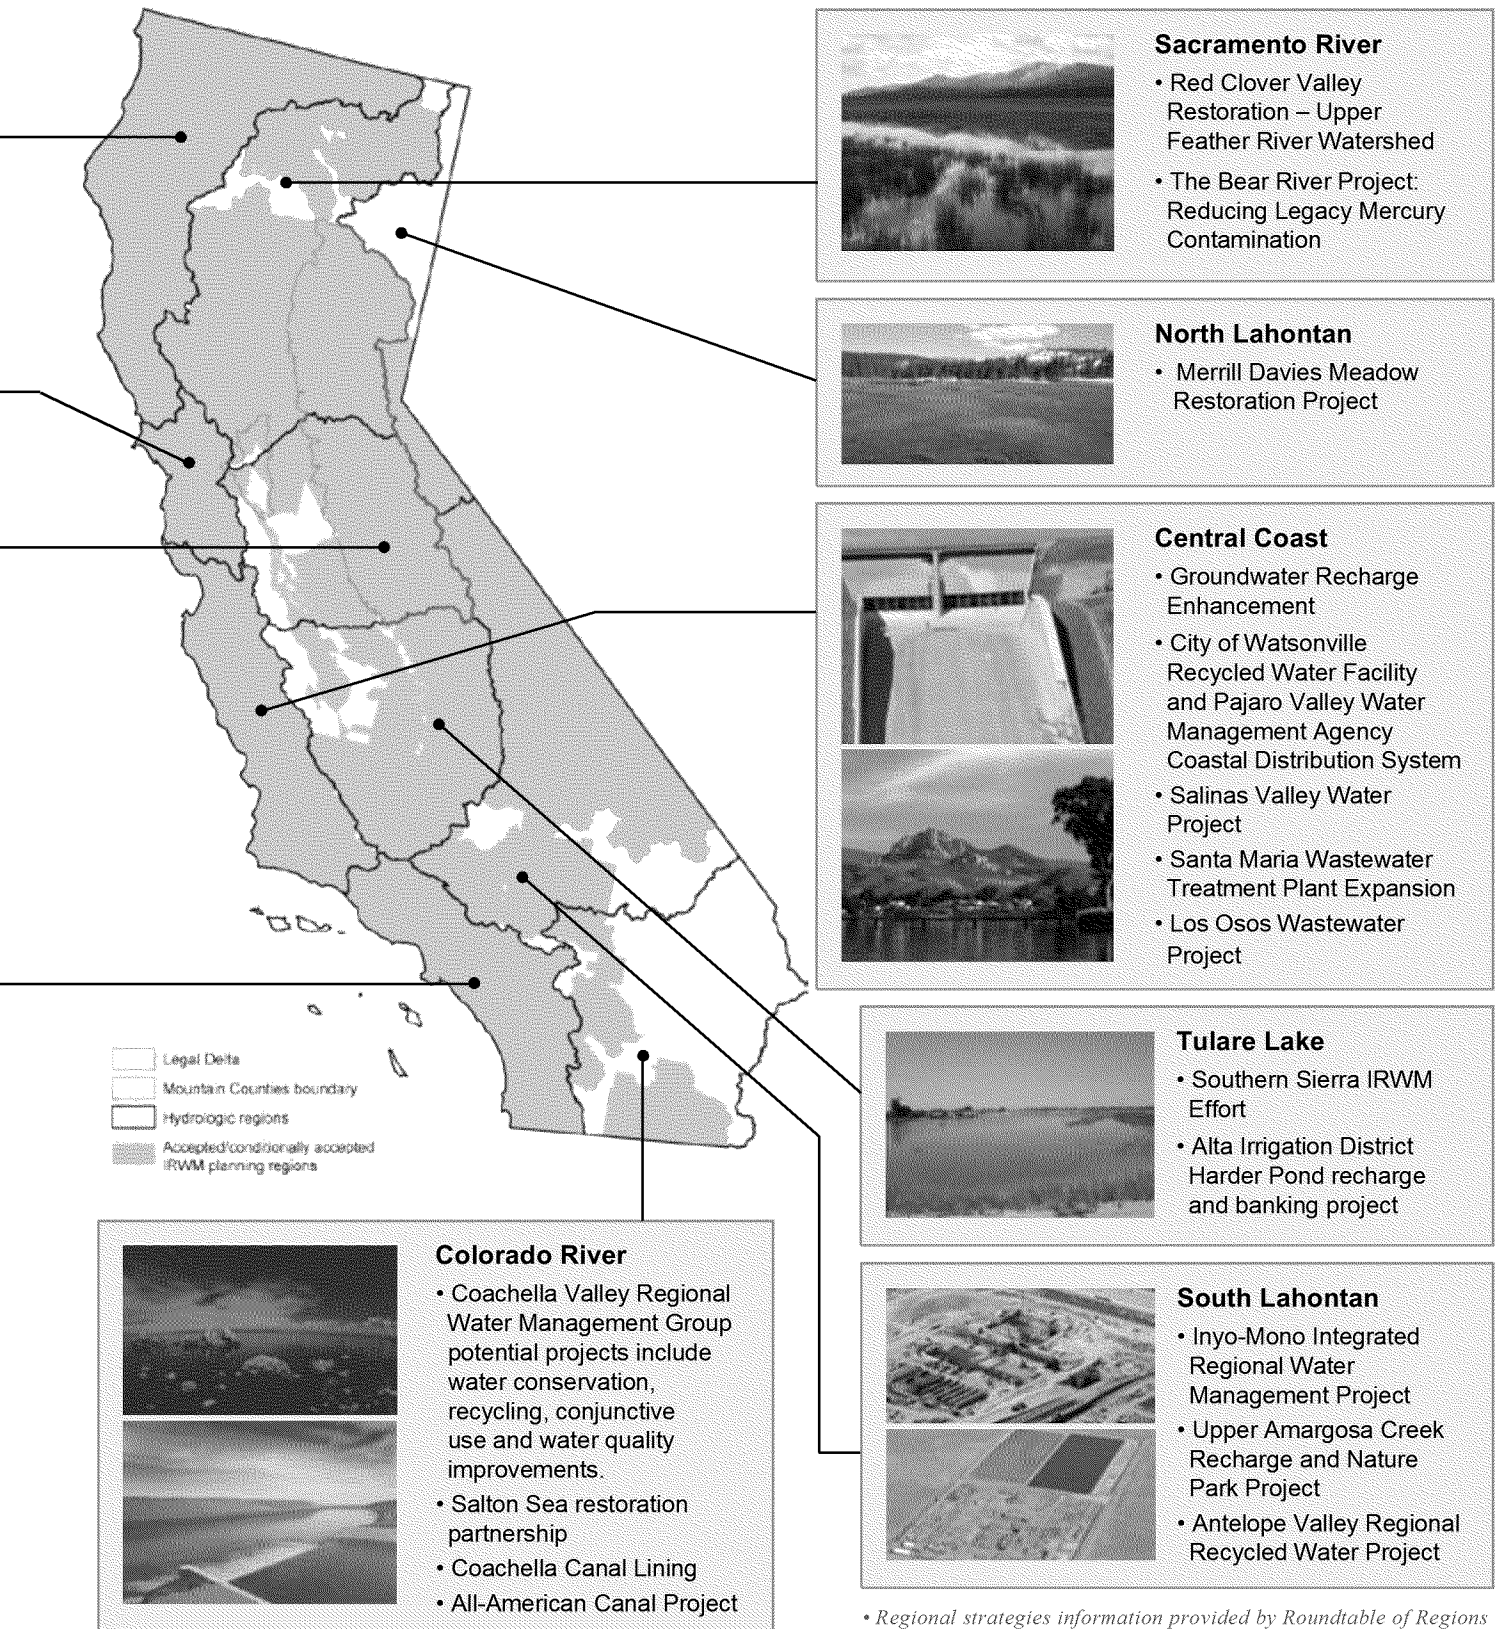 Sacramento River
• Red Clover Valley
Restoration – Upper
Feather River Watershed
• The Bear River Project:
Reducing Legacy Mercury
Contamination
North Lahontan
• Merrill Davies Meadow
Restoration Project
Central Coast
• Groundwater Recharge
Enhancement
• City of Watsonville
Recycled Water Facility
and Pajaro Valley Water
Management Agency
Coastal Distribution System
• Salinas Valley Water
Project
• Santa Maria Wastewater
Treatment Plant Expansion
• Los Osos Wastewater
Project
Legal Delta
Mountain Counties boundary
Hydrologic regions
Accepted/conditionally accepted
IRWM planning regions
Tulare Lake
• Southern Sierra IRWM
Effort
• Alta Irrigation District
Harder Pond recharge
and banking project
Colorado River
• Coachella Valley Regional
Water Management Group
potential projects include
water conservation,
recycling, conjunctive
use and water quality
improvements.
• Salton Sea restoration
partnership
• Coachella Canal Lining
• All-American Canal Project
South Lahontan
• Inyo-Mono Integrated
Regional Water
Management Project
• Upper Amargosa Creek
Recharge and Nature
Park Project
• Antelope Valley Regional
Recycled Water Project
• Regional strategies information provided by Roundtable of Regions